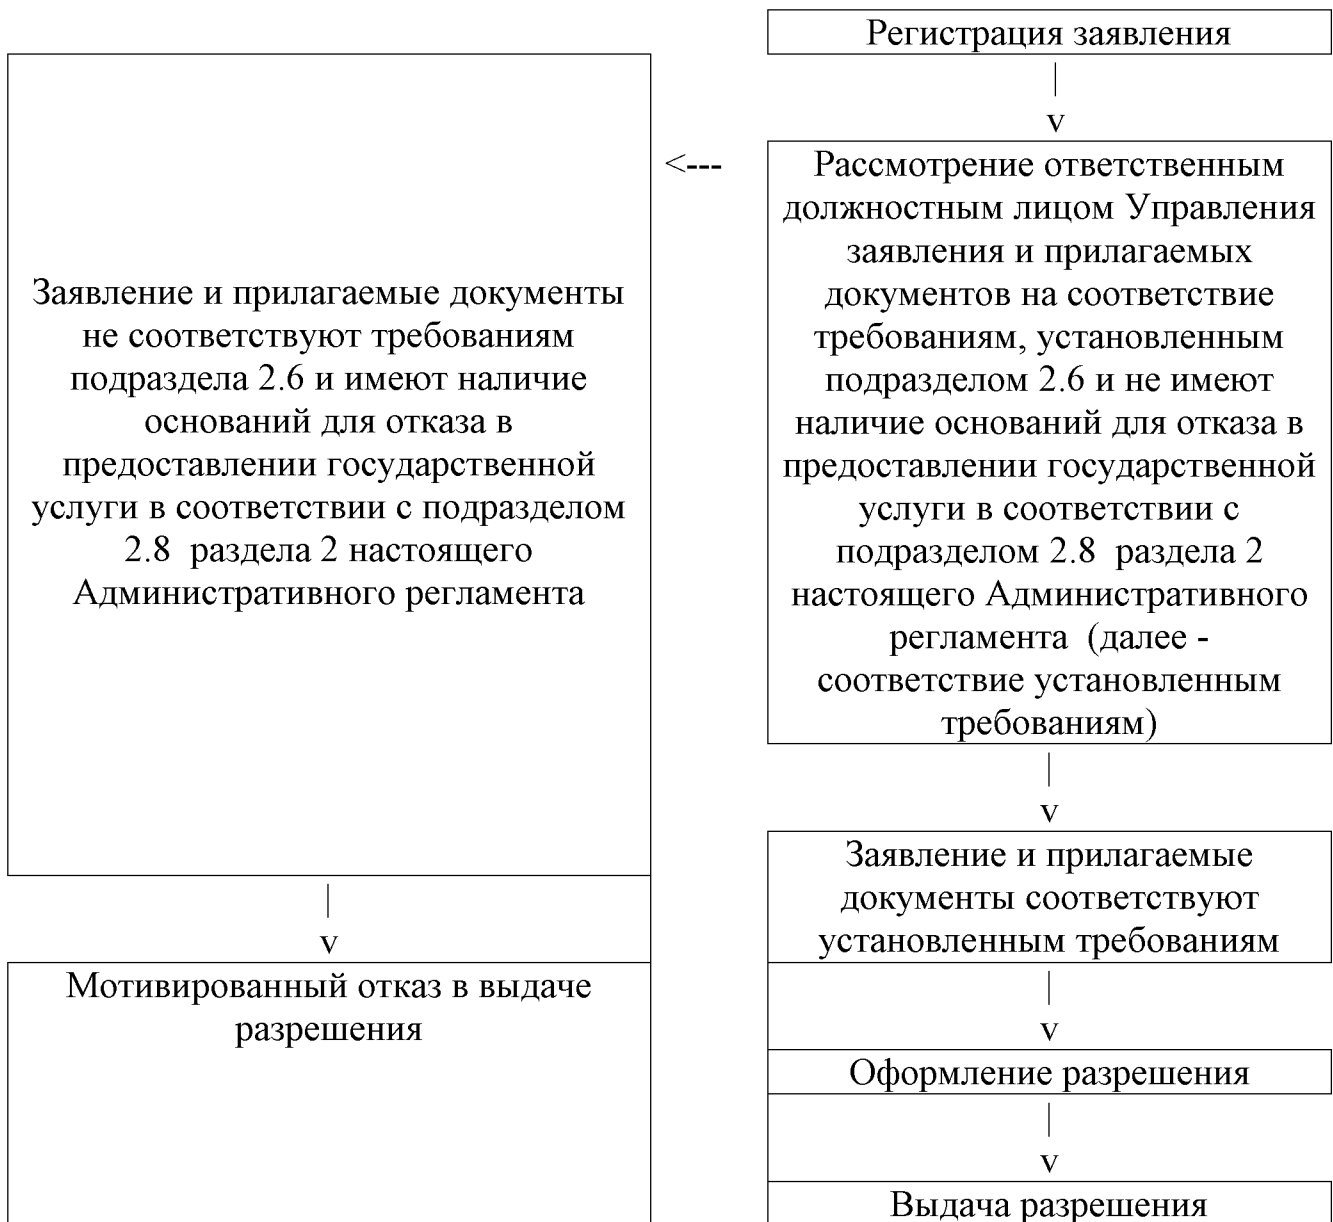 Регистрация заявления
|
v
<---
Рассмотрение ответственным
должностным лицом Управления
заявления и прилагаемых
документов на соответствие
требованиям, установленным
подразделом 2.6 и не имеют
наличие оснований для отказа в
предоставлении государственной
услуги в соответствии с
подразделом 2.8  раздела 2
настоящего Административного
регламента  (далее -
соответствие установленным
требованиям)
Заявление и прилагаемые документы
не соответствуют требованиям
подраздела 2.6 и имеют наличие
оснований для отказа в
предоставлении государственной
услуги в соответствии с подразделом
2.8  раздела 2 настоящего
Административного регламента
|
v
Мотивированный отказ в выдаче
разрешения
|
v
Заявление и прилагаемые
документы соответствуют
установленным требованиям
|
v
Оформление разрешения
|
v
Выдача разрешения